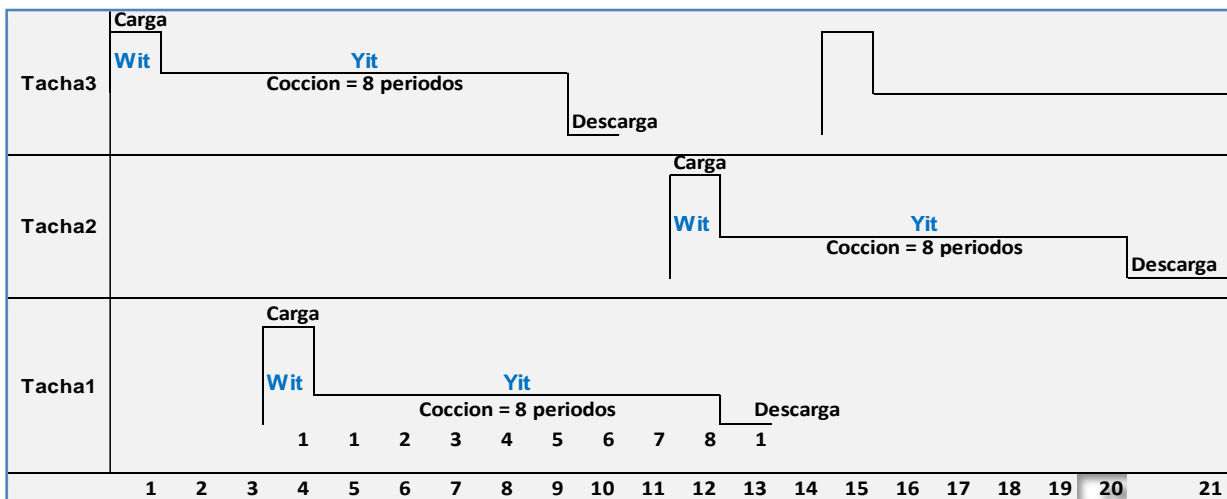 Carga
Wit Yit
Tacha3 Coccion = 8 periodos
Descarga
Carga
Tacha2 Wit Yit
Coccion = 8 periodos
Descarga
Carga
Tacha1 Wit Yit
Coccion = 8 periodos Descarga
1 1 2 3 4 5 6 7 8 1
1 2 3 4 5 6 7 8 9 10 11 12 13 14 15 16 17 18 19 20 21